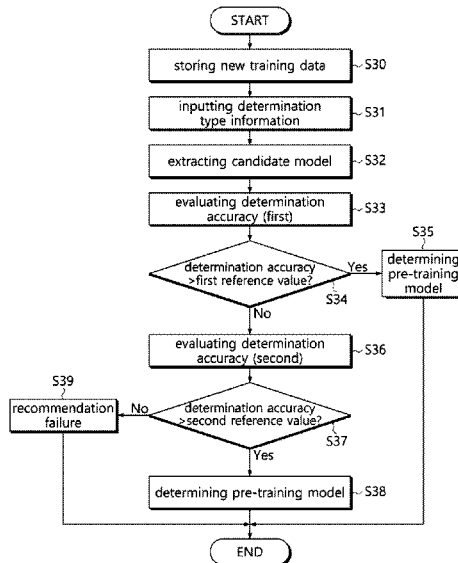 START
storing new training data
S30
inputting determination
type information
S31
extracting candidate model
S32
evaluating determination
accuracy (first)
S33
determination accuracy
>first reference value?
S34
Yes
S35
determining
pre-training
model
No
evaluating determination
accuracy (second)
S36
S39
recommendation
failure
No
determination accuracy
>second reference value?
S37
Yes
determining pre-training model
S38
END